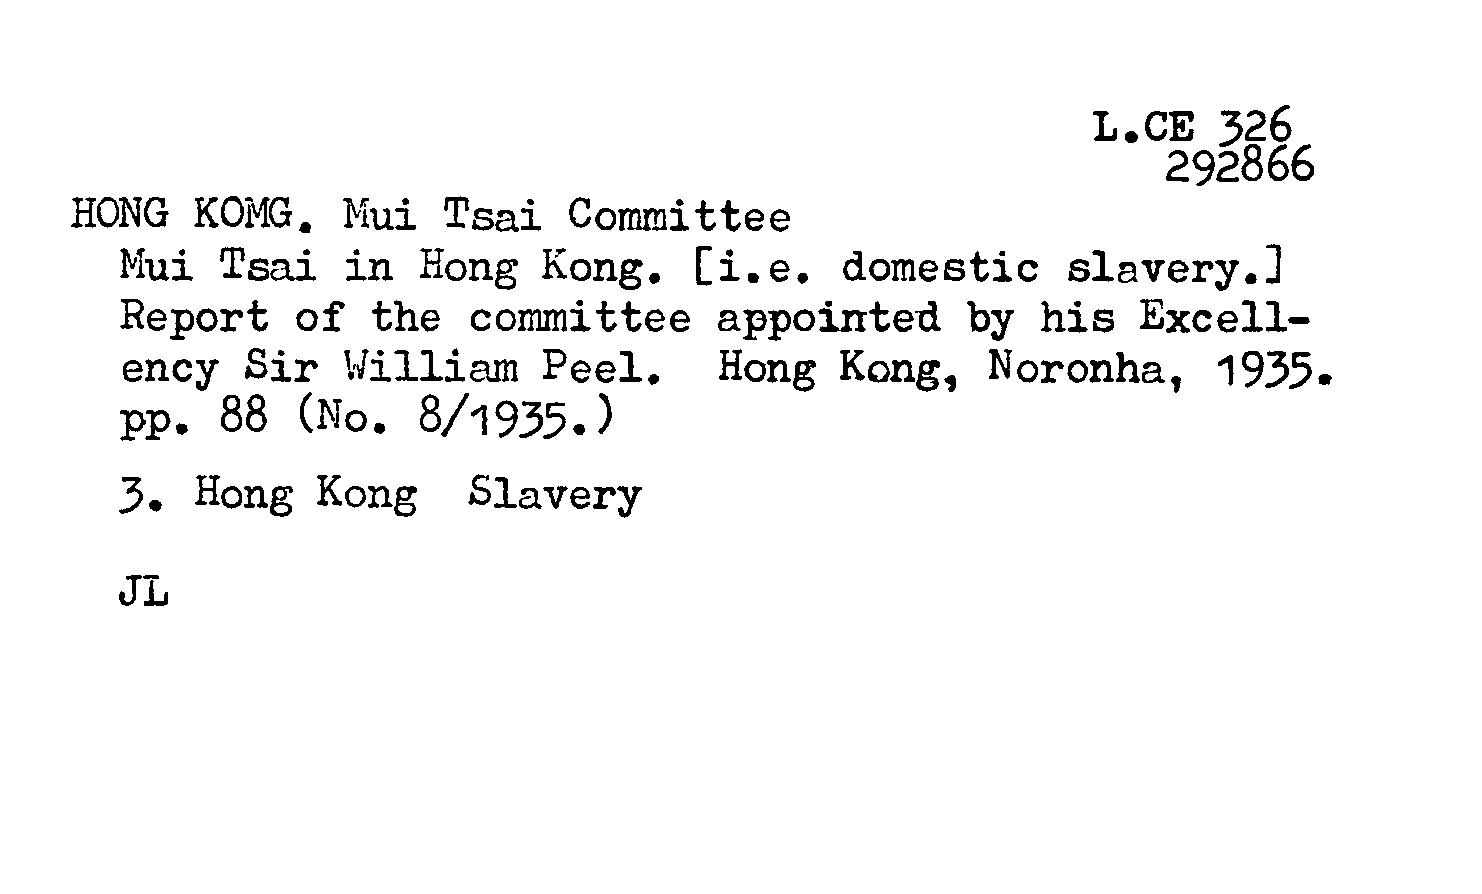 L.CE 326
292866
HONG KOMG. Mui Tsai Committee
Mui Tsai in Hong Kong. [i.e. domestic slavery.]
Report of the committee appointed by his Excell-
ency Sir William Peel. Hong Kong, Noronha, 1935.
pp. 88 (No. 8/1935.)
3. Hong Kong Slavery
JL